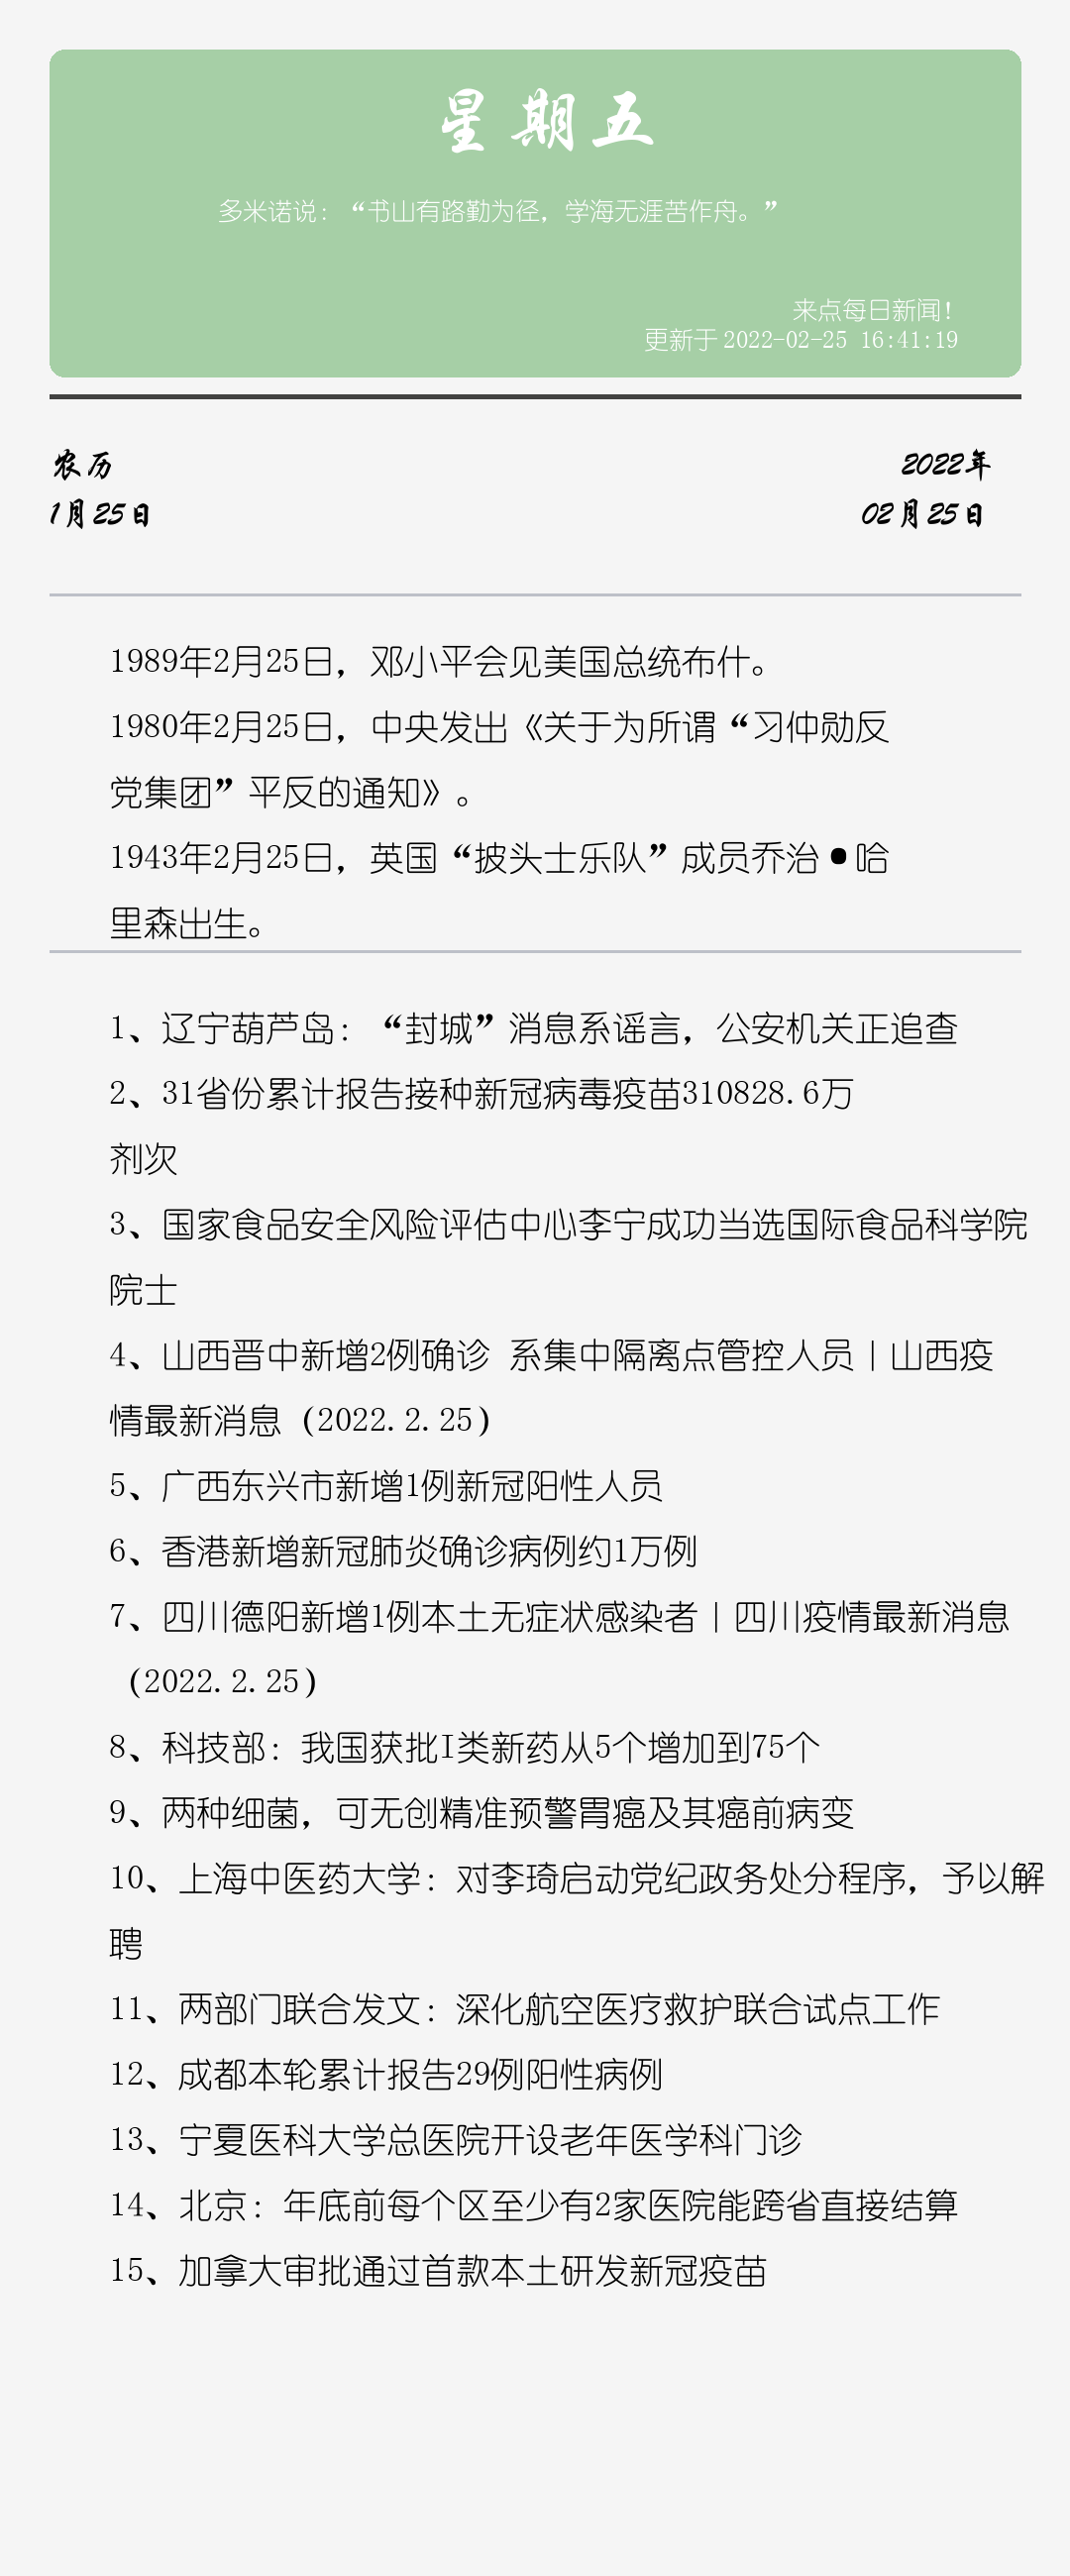 星期五
多米诺说：“书山有路勤为径，学海无涯苦作舟。”
来点每日新闻！
更新于 2022-02-25 16:41:19
农历
2022年
1月25日
02月25日
1989年2月25日，邓小平会见美国总统布什。
1980年2月25日，中央发出《关于为所谓“习仲勋反
党集团”平反的通知》。
1943年2月25日，英国“披头士乐队”成员乔治•哈
里森出生。
1、辽宁葫芦岛：“封城”消息系谣言，公安机关正追查
2、31省份累计报告接种新冠病毒疫苗310828.6万
剂次
3、国家食品安全风险评估中心李宁成功当选国际食品科学院
院士
4、山西晋中新增2例确诊 系集中隔离点管控人员丨山西疫
情最新消息（2022.2.25）
5、广西东兴市新增1例新冠阳性人员
6、香港新增新冠肺炎确诊病例约1万例
7、四川德阳新增1例本土无症状感染者丨四川疫情最新消息
（2022.2.25）
8、科技部：我国获批I类新药从5个增加到75个
9、两种细菌，可无创精准预警胃癌及其癌前病变
10、上海中医药大学：对李琦启动党纪政务处分程序，予以解
聘
11、两部门联合发文：深化航空医疗救护联合试点工作
12、成都本轮累计报告29例阳性病例
13、宁夏医科大学总医院开设老年医学科门诊
14、北京：年底前每个区至少有2家医院能跨省直接结算
15、加拿大审批通过首款本土研发新冠疫苗